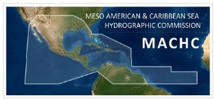 MESO AMERICAN & CARIBBEAN SEA
HYDROGRAPHIC COMMISSION
MACHC